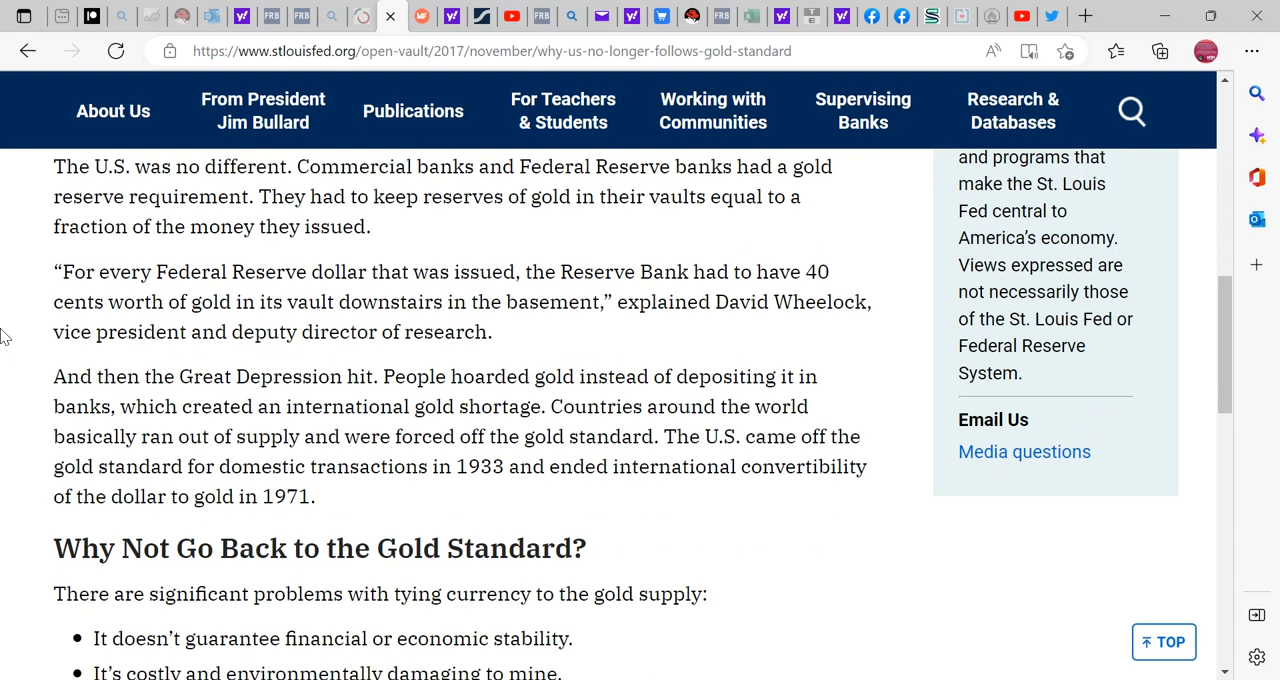 https://www.stlouisfed.org/open-vault/2017/november/why-us-no-longer-follows-gold-standard
About Us
From President
Jim Bullard
Publications
For Teachers
& Students
Working with
Communities
Supervising
Banks
Research &
Databases
The U.S. was no different. Commercial banks and Federal Reserve banks had a gold
reserve requirement. They had to keep reserves of gold in their vaults equal to a
fraction of the money they issued.
“For every Federal Reserve dollar that was issued, the Reserve Bank had to have 40
cents worth of gold in its vault downstairs in the basement,” explained David Wheelock,
vice president and deputy director of research.
And then the Great Depression hit. People hoarded gold instead of depositing it in
banks, which created an international gold shortage. Countries around the world
basically ran out of supply and were forced off the gold standard. The U.S. came off the
gold standard for domestic transactions in 1933 and ended international convertibility
of the dollar to gold in 1971.
Why Not Go Back to the Gold Standard?
There are significant problems with tying currency to the gold supply:
It doesn’t guarantee financial or economic stability.
It’s costly and environmentally damaging to mine.
and programs that
make the St. Louis
Fed central to
America’s economy.
Views expressed are
not necessarily those
of the St. Louis Fed or
Federal Reserve
System.
Email Us
Media questions
TOP